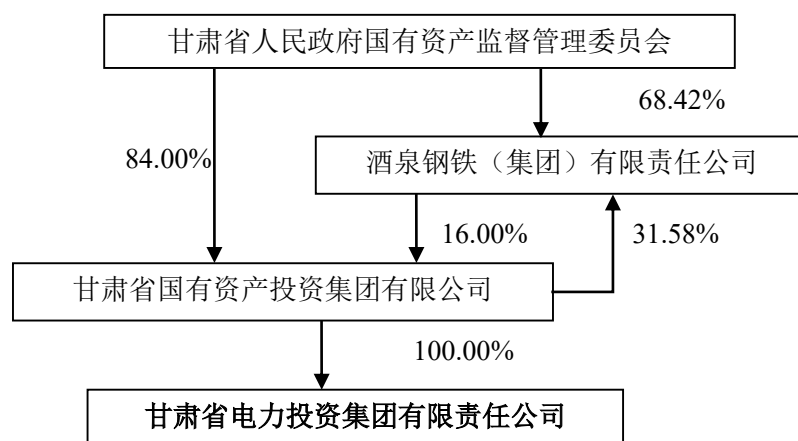 甘肃省人民政府国有资产监督管理委员会
68.42%
84.00%
酒泉钢铁（集团）有限责任公司
16.00%
31.58%
甘肃省国有资产投资集团有限公司
100.00%
甘肃省电力投资集团有限责任公司